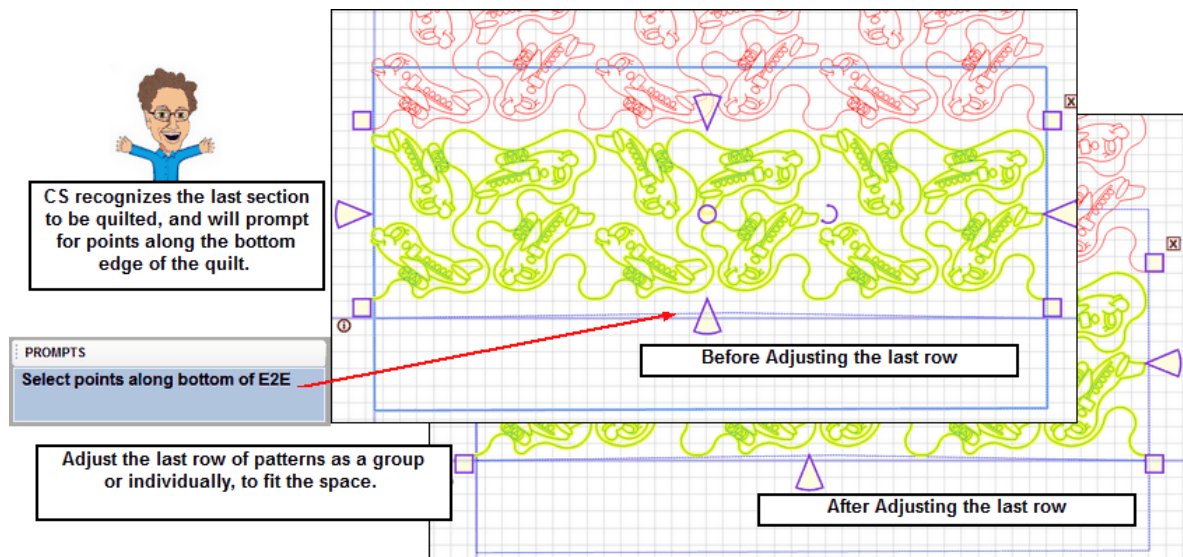 CS recognizes the last section
to be quilted, and will prompt
for points along the bottom
edge of the quilt.
PROMPTS
Select points along bottom of E2E
Before Adjusting the last row
Adjust the last row of patterns as a group
or individually, to fit the space.
After Adjusting the last row